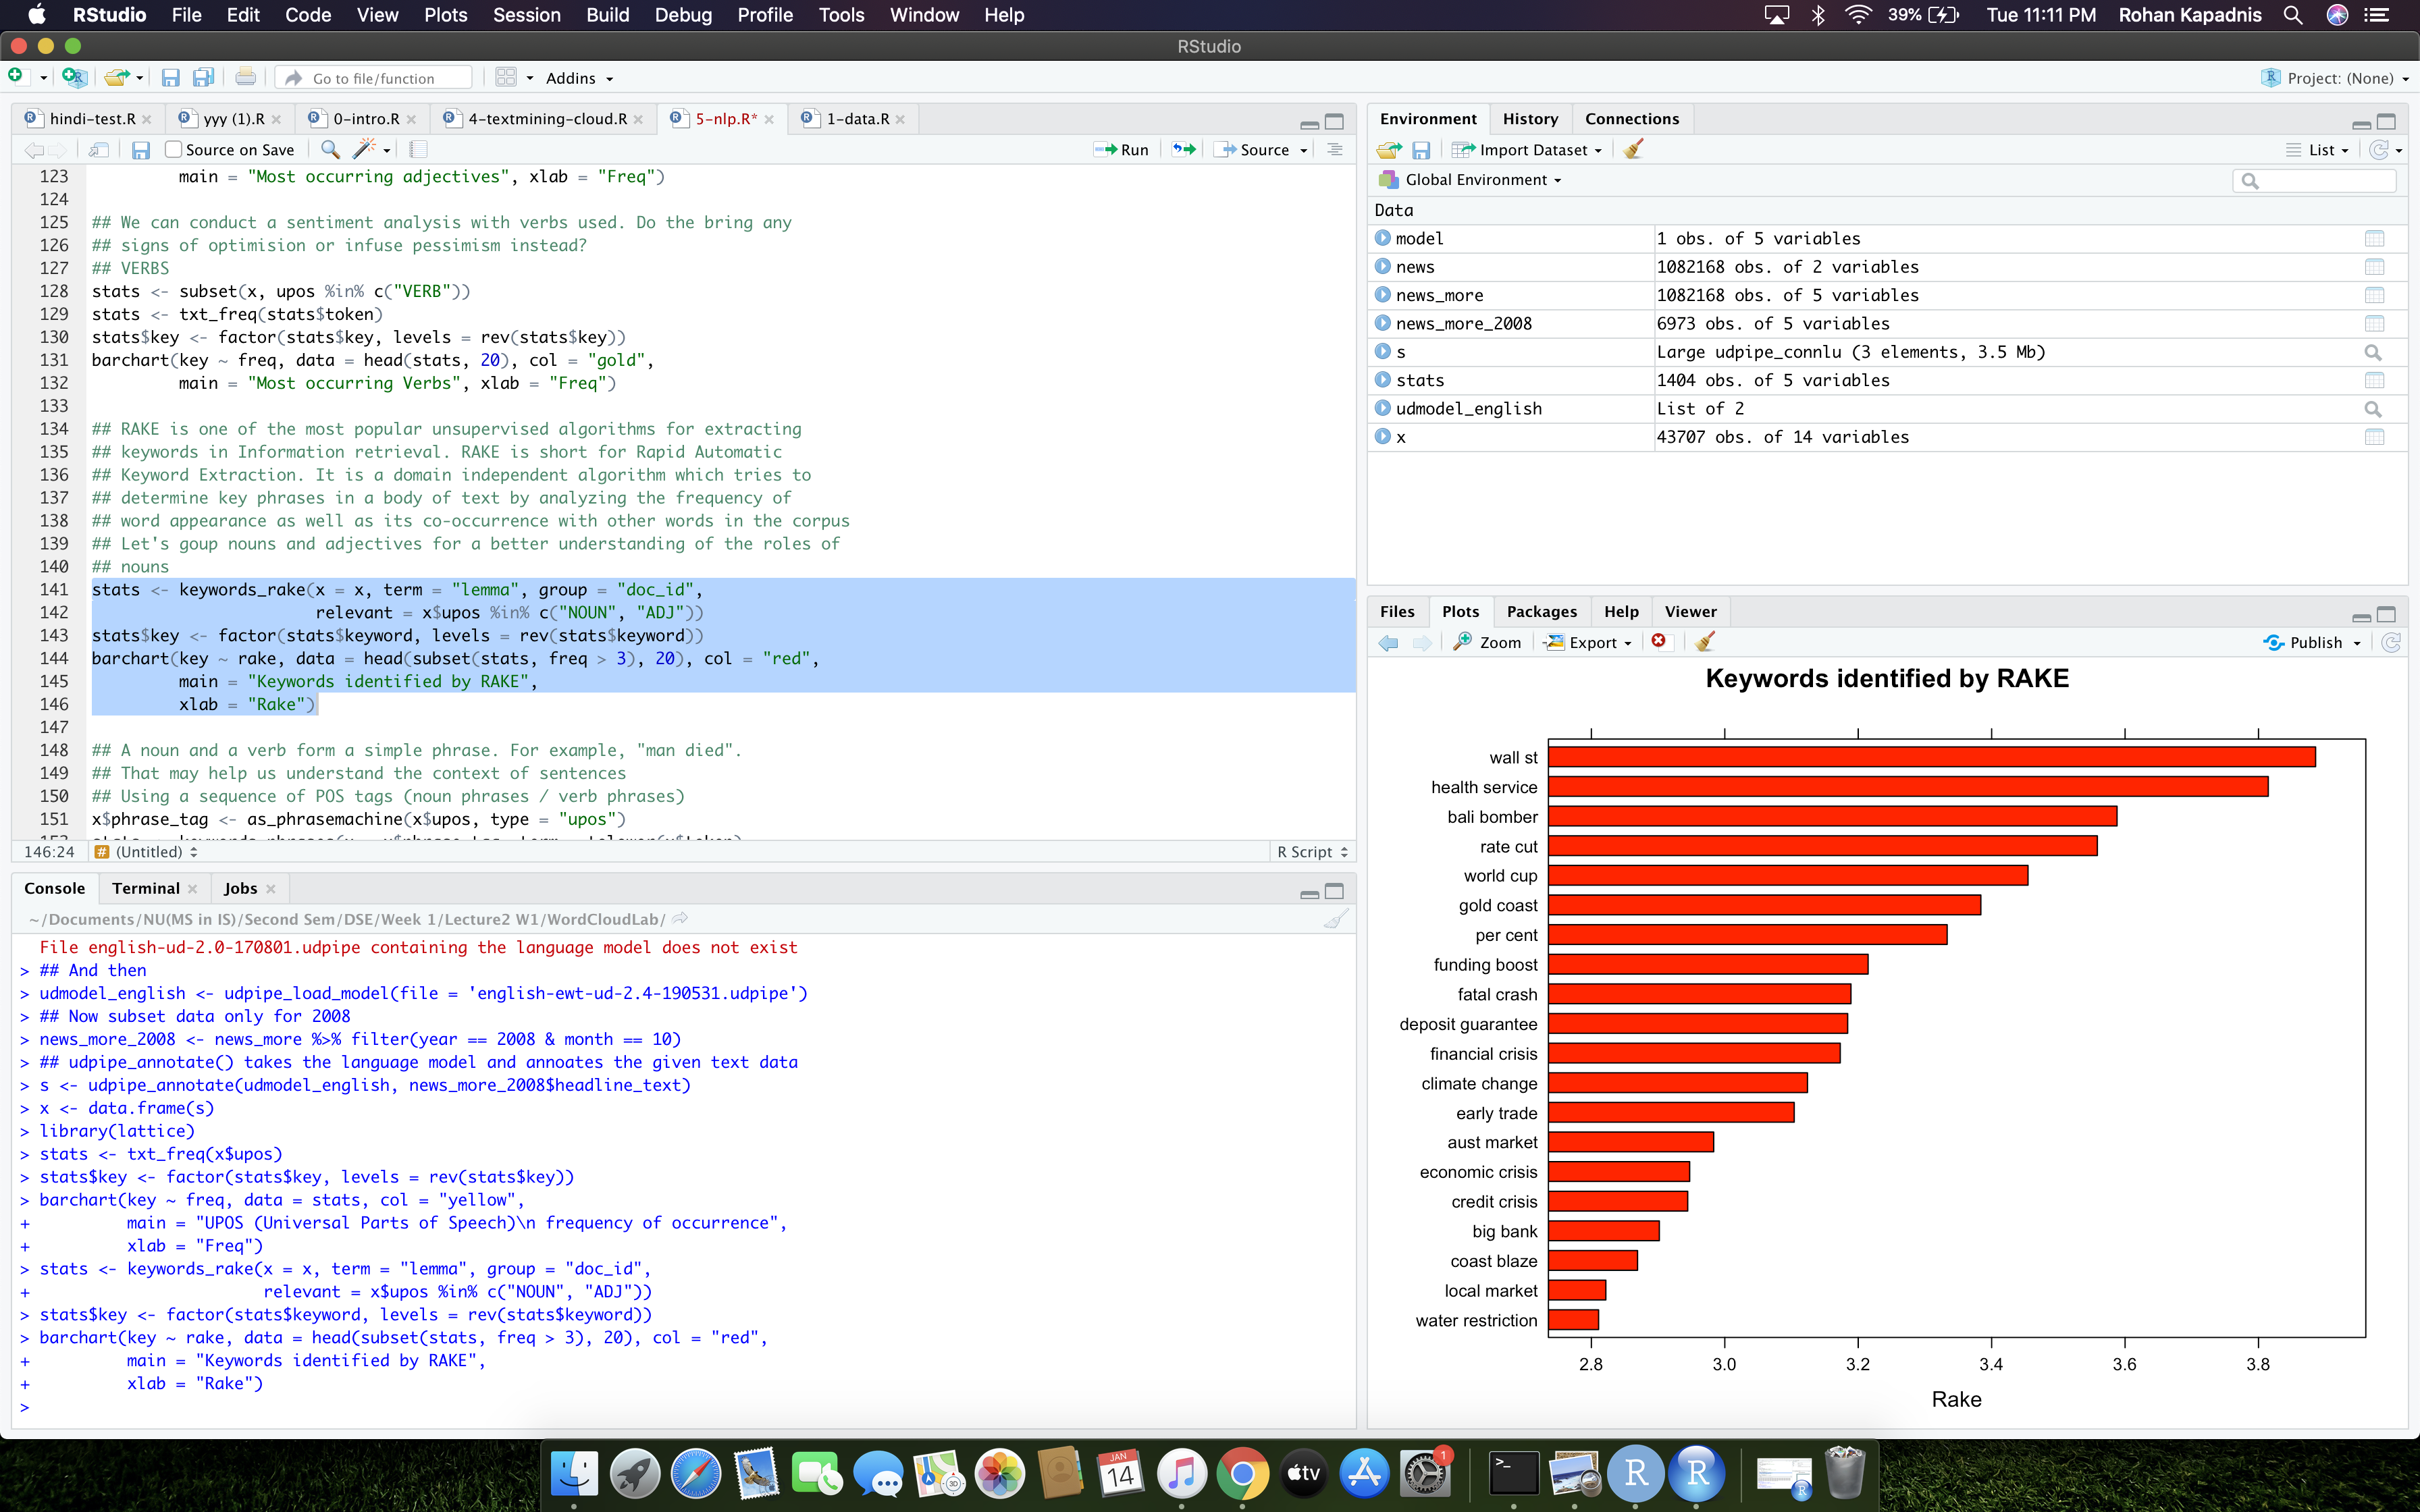 RStudio File Edit Code View Plots Session Build Debug Profile Tools Window Help 39% Tue 11:11 PM Rohan Kapadnis
RStudio
Go to file/function Addins Project: (None)
hindi-test.R yyy (1).R 0-intro.R 4-textmining-cloud.R 5-nlp.R* 1-data.R
Source on Save Run Source
123 main = "Most occurring adjectives", xlab = "Freq")
124
125 ## We can conduct a sentiment analysis with verbs used. Do the bring any
126 ## signs of optimision or infuse pessimism instead?
127 ## VERBS
128 stats <- subset(x, upos %in% c("VERB"))
129 stats <- txt_freq(stats$token)
130 stats$key <- factor(stats$key, levels = rev(stats$key))
131 barchart(key ~ freq, data = head(stats, 20), col = "gold",
132 main = "Most occurring Verbs", xlab = "Freq")
133
134 ## RAKE is one of the most popular unsupervised algorithms for extracting
135 ## keywords in Information retrieval. RAKE is short for Rapid Automatic
136 ## Keyword Extraction. It is a domain independent algorithm which tries to
137 ## determine key phrases in a body of text by analyzing the frequency of
138 ## word appearance as well as its co-occurrence with other words in the corpus
139 ## Let's goup nouns and adjectives for a better understanding of the roles of
140 ## nouns
141 stats <- keywords_rake(x = x, term = "lemma", group = "doc_id",
142 relevant = x$upos %in% c("NOUN", "ADJ"))
143 stats$key <- factor(stats$keyword, levels = rev(stats$keyword))
144 barchart(key ~ rake, data = head(subset(stats, freq > 3), 20), col = "red",
145 main = "Keywords identified by RAKE",
146 xlab = "Rake")
147
148 ## A noun and a verb form a simple phrase. For example, "man died".
149 ## That may help us understand the context of sentences
150 ## Using a sequence of POS tags (noun phrases / verb phrases)
151 x$phrase_tag <- as_phrasemachine(x$upos, type = "upos")
146:24 # (Untitled) R Script
Console Terminal Jobs
~/Documents/NU(MS in IS)/Second Sem/DSE/Week 1/Lecture2 W1/WordCloudLab/
File english-ud-2.0-170801.udpipe containing the language model does not exist
> ## And then
> udmodel_english <- udpipe_load_model(file = 'english-ewt-ud-2.4-190531.udpipe')
> ## Now subset data only for 2008
> news_more_2008 <- news_more %>% filter(year == 2008 & month == 10)
> ## udpipe_annotate() takes the language model and annoates the given text data
> s <- udpipe_annotate(udmodel_english, news_more_2008$headline_text)
> x <- data.frame(s)
> library(lattice)
> stats <- txt_freq(x$upos)
> stats$key <- factor(stats$key, levels = rev(stats$key))
> barchart(key ~ freq, data = stats, col = "yellow",
+ main = "UPOS (Universal Parts of Speech)\n frequency of occurrence",
+ xlab = "Freq")
> stats <- keywords_rake(x = x, term = "lemma", group = "doc_id",
+ relevant = x$upos %in% c("NOUN", "ADJ"))
> stats$key <- factor(stats$keyword, levels = rev(stats$keyword))
> barchart(key ~ rake, data = head(subset(stats, freq > 3), 20), col = "red",
+ main = "Keywords identified by RAKE",
+ xlab = "Rake")
>
Environment History Connections
Import Dataset List
Global Environment
Data
model 1 obs. of 5 variables
news 1082168 obs. of 2 variables
news_more 1082168 obs. of 5 variables
news_more_2008 6973 obs. of 5 variables
s Large udpipe_connlu (3 elements, 3.5 Mb)
stats 1404 obs. of 5 variables
udmodel_english List of 2
x 43707 obs. of 14 variables
Files Plots Packages Help Viewer
Zoom Export Publish
Keywords identified by RAKE
wall st
health service
bali bomber
rate cut
world cup
gold coast
per cent
funding boost
fatal crash
deposit guarantee
financial crisis
climate change
early trade
aust market
economic crisis
credit crisis
big bank
coast blaze
local market
water restriction
2.8 3.0 3.2 3.4 3.6 3.8
Rake
JAN
14
tv
1
>_
R
R